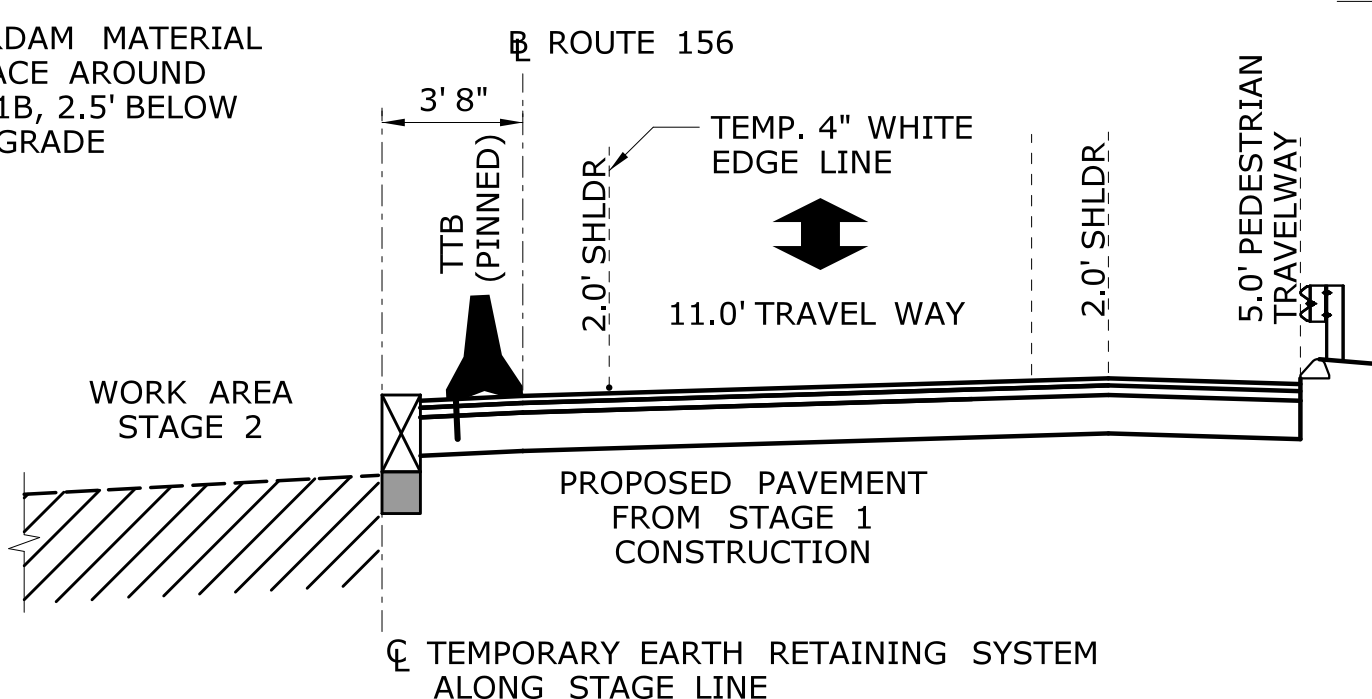 MATERIAL
AROUND
1B, 2.5' BELOW
GRADE
B̵L ROUTE 156
3' 8"
TTB
(PINNED)
2.0' SHLDR
TEMP. 4" WHITE
EDGE LINE
11.0' TRAVEL WAY
2.0' SHLDR
5.0' PEDESTRIAN
TRAVELWAY
WORK AREA
STAGE 2
PROPOSED PAVEMENT
FROM STAGE 1
CONSTRUCTION
℄ TEMPORARY EARTH RETAINING SYSTEM
ALONG STAGE LINE